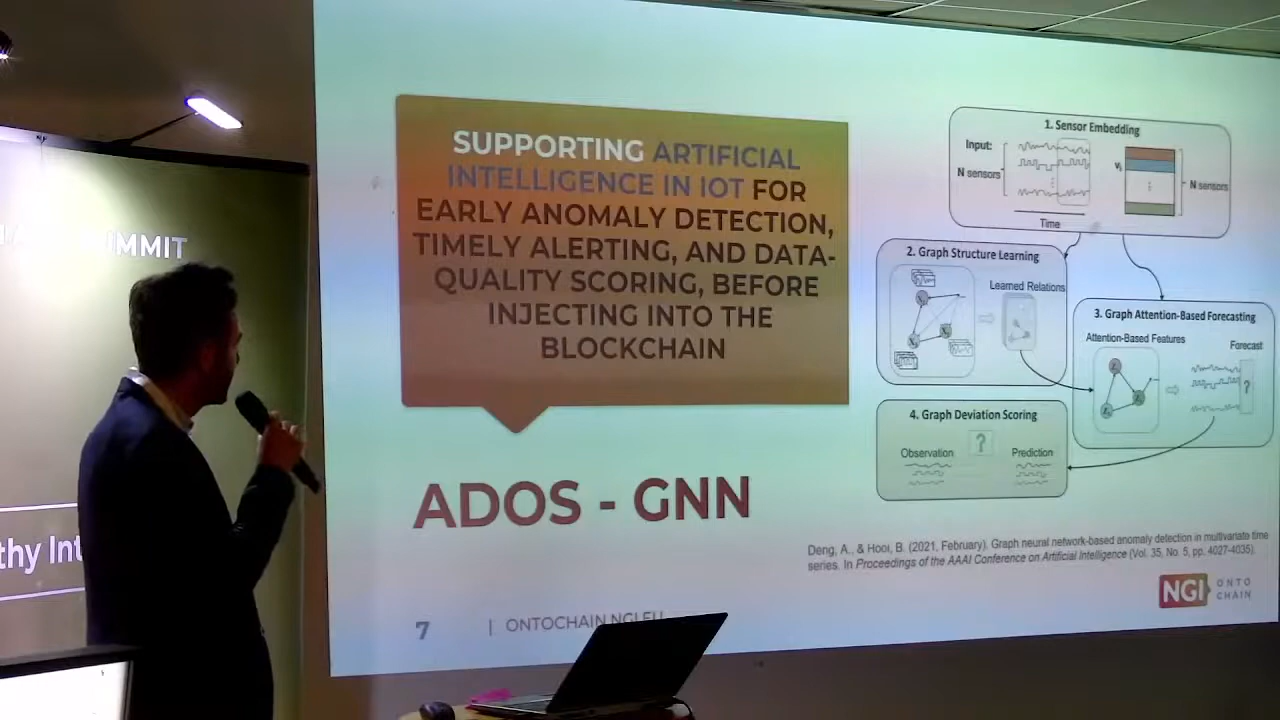 MMIT
thy Int
SUPPORTING ARTIFICIAL
INTELLIGENCE IN IOT FOR
EARLY ANOMALY DETECTION,
TIMELY ALERTING, AND DATA-
QUALITY SCORING, BEFORE
INJECTING INTO THE
BLOCKCHAIN
ADOS - GNN
1. Sensor Embedding
Input:
N sensors
Time
vi
N sensors
2. Graph Structure Learning
Learned Relations
3. Graph Attention-Based Forecasting
Attention-Based Features
Forecast
?
4. Graph Deviation Scoring
Observation
?
Prediction
Deng, A., & Hooi, B. (2021, February). Graph neural network-based anomaly detection in multivariate time
series. In Proceedings of the AAAI Conference on Artificial Intelligence (Vol. 35, No. 5, pp. 4027-4035).
NGI ONTO
CHAIN
7 | ONTOCHAIN.NGI.EU